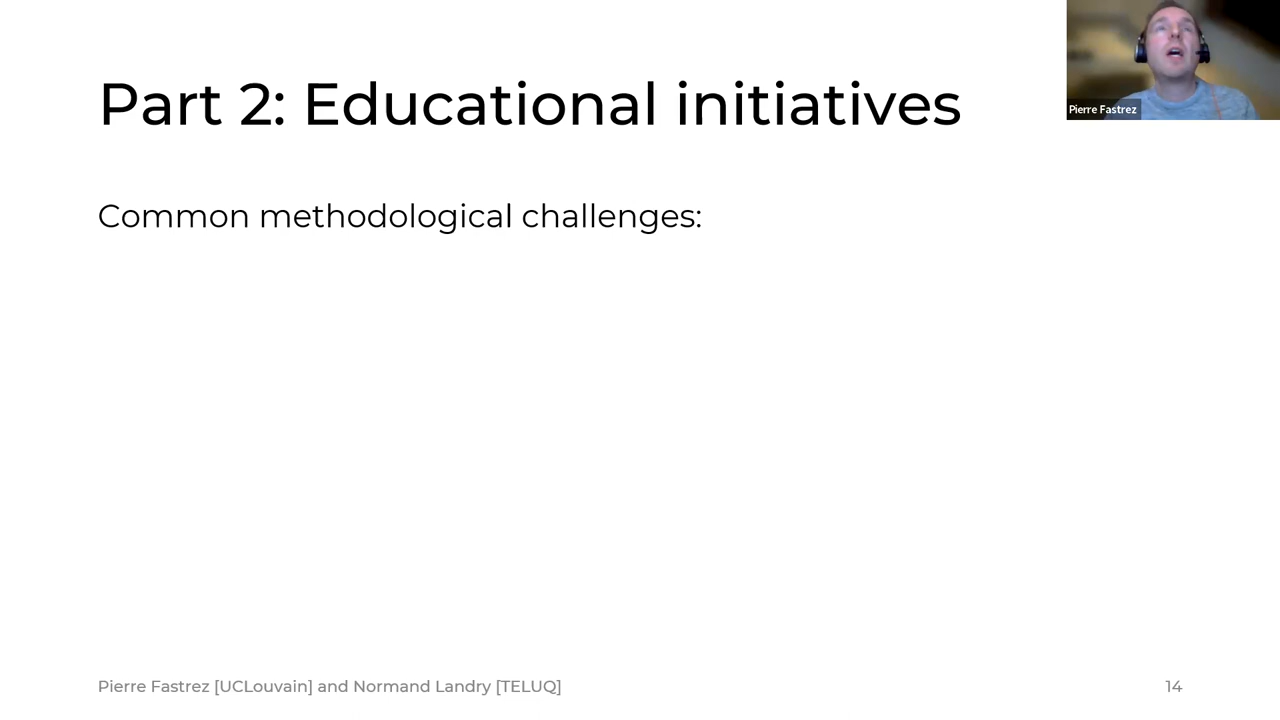 Part 2: Educational initiatives
Pierre Fastrez
Common methodological challenges:
Pierre Fastrez [UCLouvain] and Normand Landry [TELUQ]
14